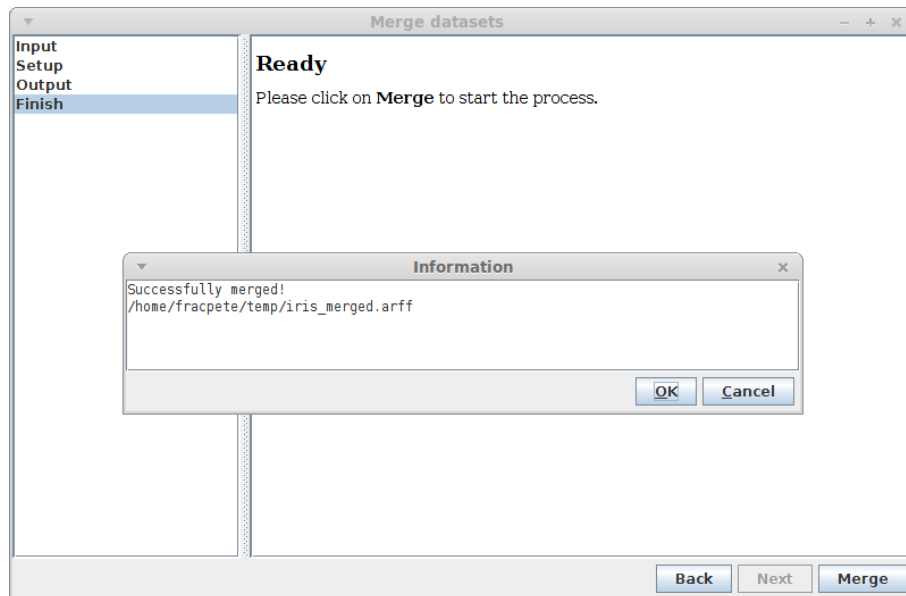 Merge datasets
Input
Setup
Output
Finish
Ready
Please click on Merge to start the process.
Information
Successfully merged!
/home/fracpete/temp/iris_merged.arff
OK
Cancel
Back
Next
Merge